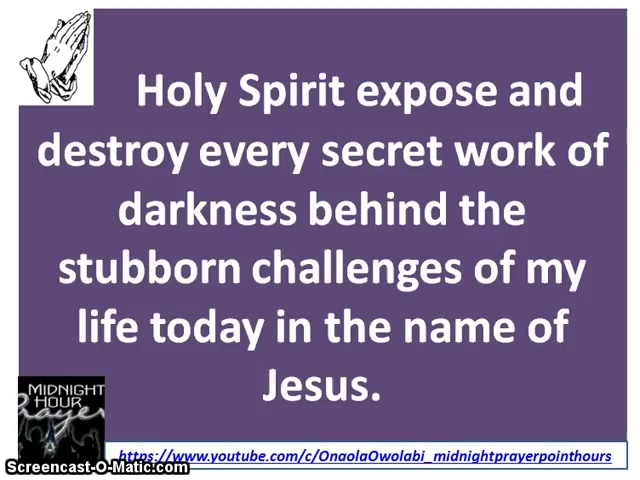 Holy Spirit expose and
destroy every secret work of
darkness behind the
stubborn challenges of my
life today in the name of
Jesus.
MIDNIGHT
HOUR
Prayer
https://www.youtube.com/c/OnaolaOwolabi_midnightprayerpointhours
Screencast-O-Matic.com